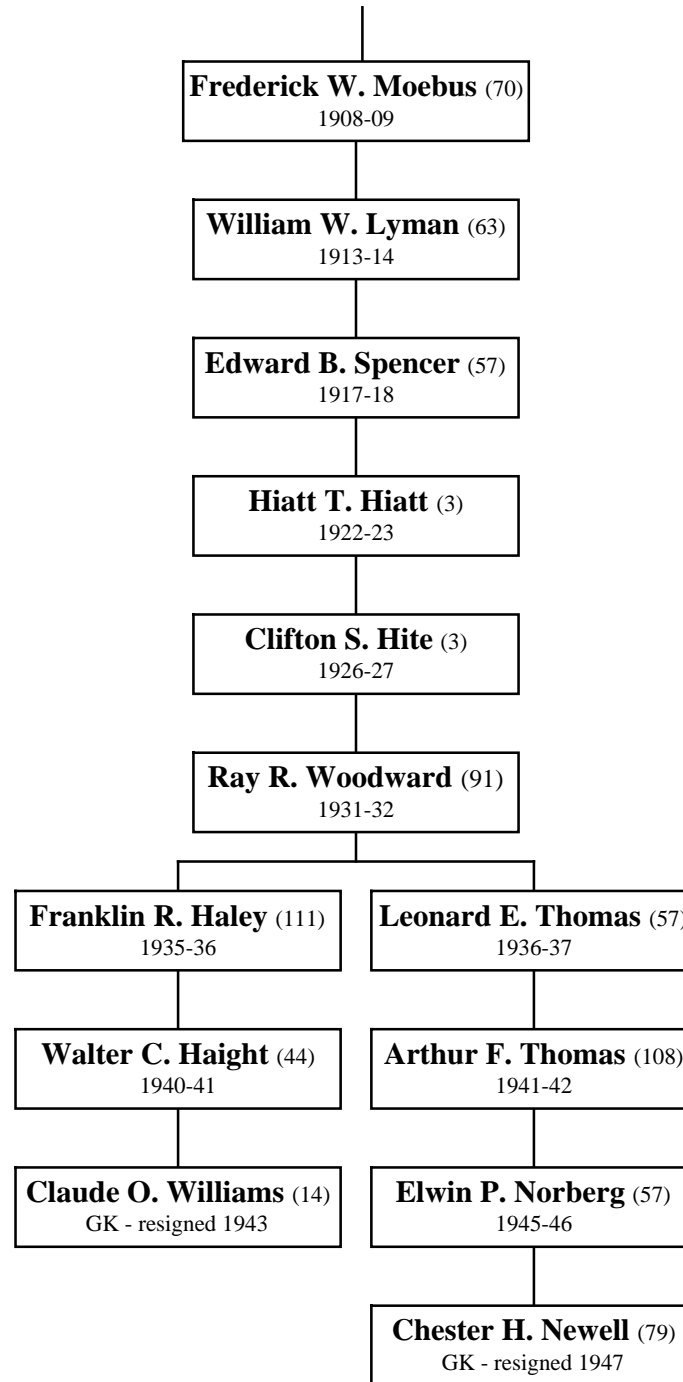 Frederick W. Moebus (70)
1908-09
William W. Lyman (63)
1913-14
Edward B. Spencer (57)
1917-18
Hiatt T. Hiatt (3)
1922-23
Clifton S. Hite (3)
1926-27
Ray R. Woodward (91)
1931-32
Franklin R. Haley (111)
1935-36
Leonard E. Thomas (57)
1936-37
Walter C. Haight (44)
1940-41
Arthur F. Thomas (108)
1941-42
Claude O. Williams (14)
GK - resigned 1943
Elwin P. Norberg (57)
1945-46
Chester H. Newell (79)
GK - resigned 1947